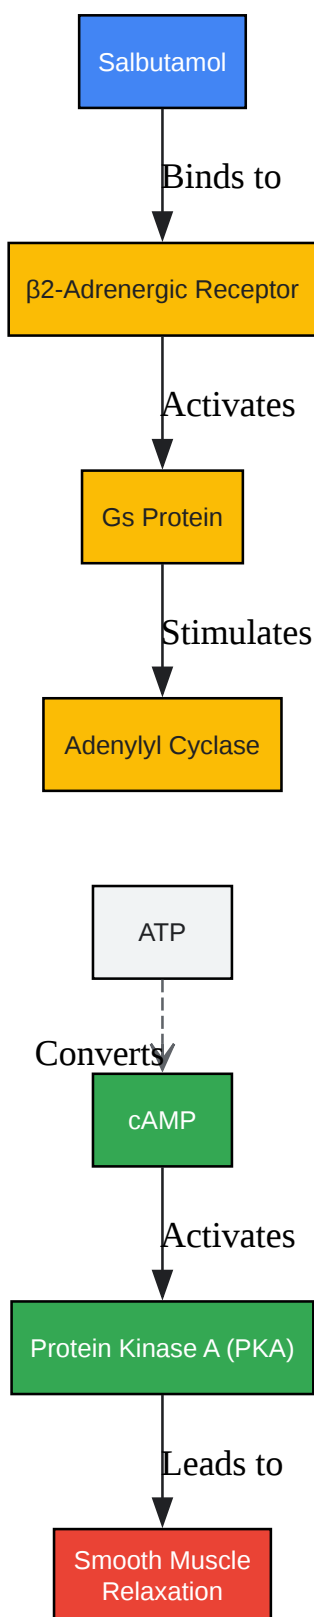 Salbutamol
Binds to
β2-Adrenergic Receptor
Activates
Gs Protein
Stimulates
Adenylyl Cyclase
ATP
Converts
cAMP
Activates
Protein Kinase A (PKA)
Leads to
Smooth Muscle
Relaxation